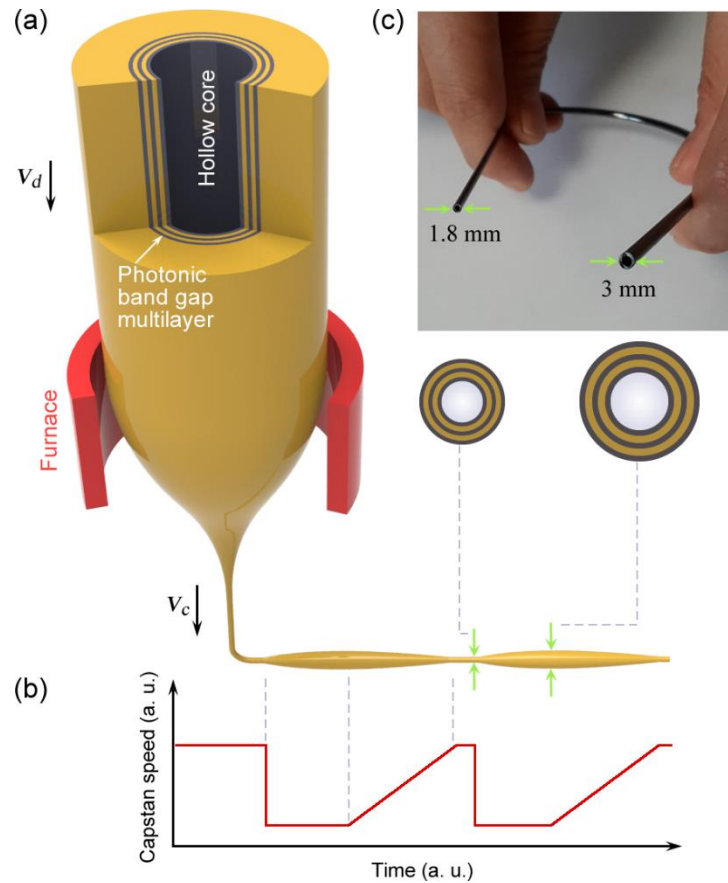 (a)
Hollow core
V_d
Photonic
band gap
multilayer
Furnace
V_c
(c)
1.8 mm
3 mm
(b)
Capstan speed (a. u.)
Time (a. u.)